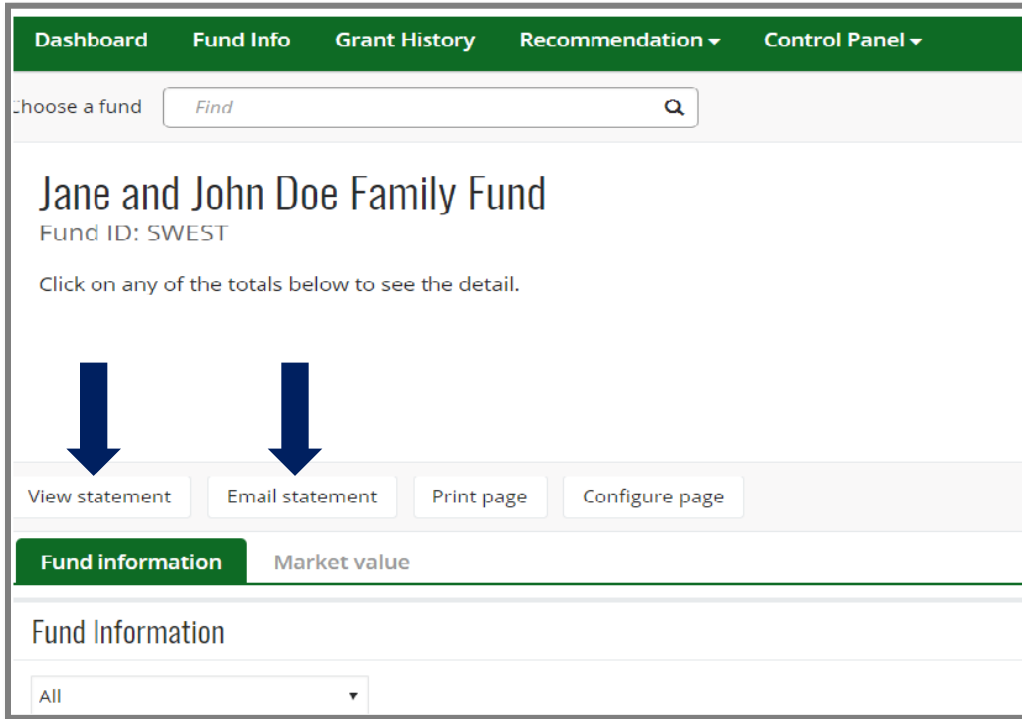 Dashboard Fund Info Grant History Recommendation Control Panel
Choose a fund Find
Jane and John Doe Family Fund
Fund ID: SWEST
Click on any of the totals below to see the detail.
View statement Email statement Print page Configure page
Fund information Market value
Fund Information
All